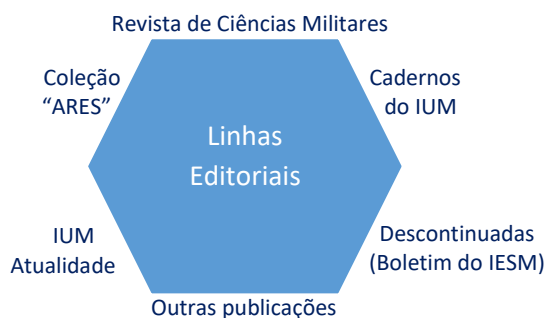 Revista de Ciências Militares
Coleção
“ARES”
Cadernos
do IUM
Linhas
Editoriais
IUM
Atualidade
Descontinuadas
(Boletim do IESM)
Outras publicações